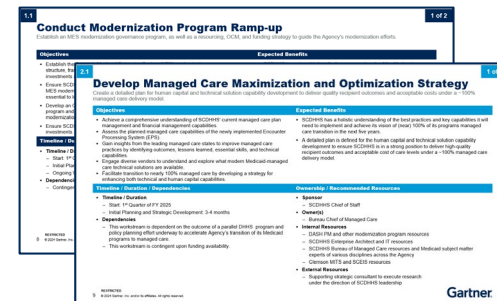 1.1
1 of 2
Conduct Modernization Program Ramp-up
Establish an MES modernization governance program, as well as a resourcing, OCM, and funding strategy to guide the Agency's modernization efforts.
Objectives
Expected Benefits
• Establish the
structure, fra
investments
• Ensure SCD
MES modern
essential to
• Develop an
program and
modernizatio
• Ensure SCD
investments
Timeline / Du
• Timeline / D
– Start: 1st
– Initial Plan
– Ongoing
• Dependenci
– Contingen
8
RESTRICTED
© 2024 Gartner, Inc.
2.1
1 of
Develop Managed Care Maximization and Optimization Strategy
Create a detailed plan for human capital and technical solution capability development to deliver quality recipient outcomes and acceptable costs under a ~100% managed care delivery model.
Objectives
• Achieve a comprehensive understanding of SCDHHS' current managed care plan
management and financial management capabilities.
• Assess the planned managed care capabilities of the newly implemented Encounter
Processing System (EPS).
• Gain insights from the leading managed care states to improve managed care
practices by identifying outcomes, lessons learned, essential skills, and technical
capabilities.
• Engage diverse vendors to understand and explore what modern Medicaid-managed
care technical solutions are available.
• Facilitate transition to nearly 100% managed care by developing a strategy for
enhancing both technical and human capital capabilities.
Expected Benefits
• SCDHHS has a holistic understanding of the best practices and key capabilities it will
need to implement and achieve its vision of (near) 100% of its programs managed
care transition in the next five years.
• A detailed plan is defined for the human capital and technical solution capability
development to ensure SCDHHS is in a strong position to deliver high-quality
recipient outcomes and acceptable cost of care levels under a ~100% managed care
delivery model.
Timeline / Duration / Dependencies
• Timeline / Duration
– Start: 1st Quarter of FY 2025
– Initial Planning and Strategic Development: 3-4 months
• Dependencies
– This workstream is dependent on the outcome of a parallel DHHS program and
policy planning effort underway to accelerate Agency's transition of its Medicaid
programs to managed care.
– This workstream is contingent upon funding availability.
Ownership / Recommended Resources
• Sponsor
– SCDHHS Chief of Staff
• Owner(s)
– Bureau Chief of Managed Care
• Internal Resources
– DASH PM and other modernization program resources
– SCDHHS Enterprise Architect and IT resources
– SCDHHS Bureau of Managed Care resources and Medicaid subject matter
experts of various divisions across the Agency
– Clemson MITS and SCEIS resources
• External Resources
– Supporting strategic consultant to execute research
under the direction of SCDHHS leadership
9
RESTRICTED
© 2024 Gartner, Inc. and/or its affiliates. All rights reserved.
Gartner